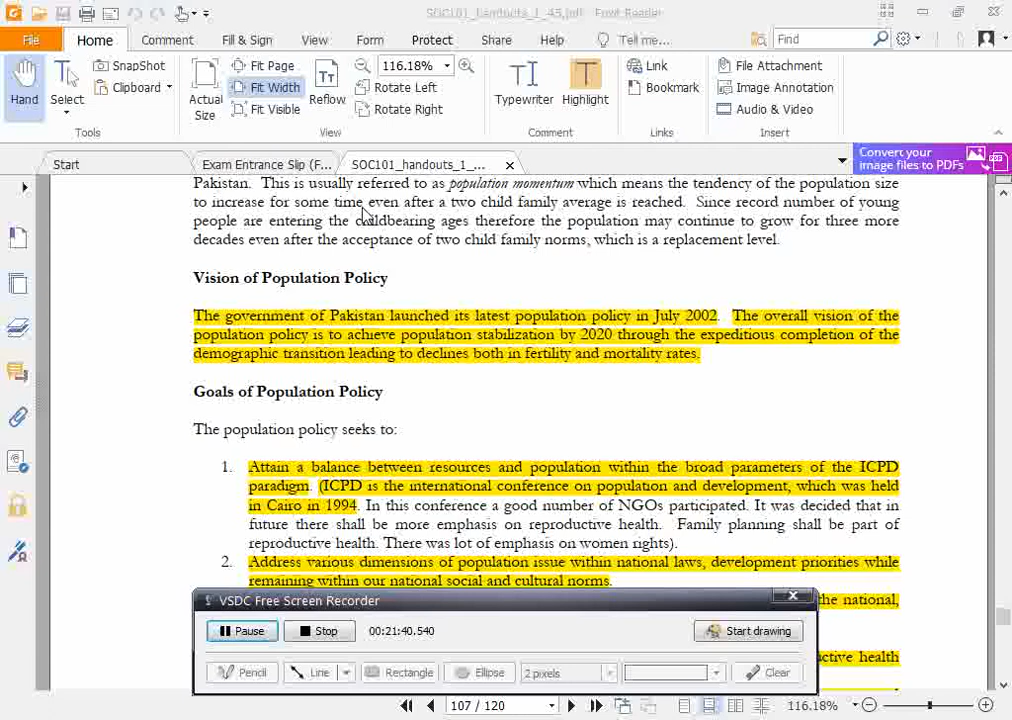 SOC101_handouts_1_45.pdf - Foxit Reader
File
Home
Comment
Fill & Sign
View
Form
Protect
Share
Help
Tell me...
Find
Hand
Select
SnapShot
Clipboard
Tools
Actual Size
Fit Page
Fit Width
Fit Visible
Reflow
116.18%
Rotate Left
Rotate Right
View
Typewriter
Highlight
Comment
Link
Bookmark
Links
File Attachment
Image Annotation
Audio & Video
Insert
Start
Exam Entrance Slip (F...
SOC101_handouts_1_...
Convert your
image files to PDFs
Pakistan. This is usually referred to as population momentum which means the tendency of the population size
to increase for some time even after a two child family average is reached. Since record number of young
people are entering the childbearing ages therefore the population may continue to grow for three more
decades even after the acceptance of two child family norms, which is a replacement level.
Vision of Population Policy
The government of Pakistan launched its latest population policy in July 2002. The overall vision of the
population policy is to achieve population stabilization by 2020 through the expeditious completion of the
demographic transition leading to declines both in fertility and mortality rates.
Goals of Population Policy
The population policy seeks to:
1. Attain a balance between resources and population within the broad parameters of the ICPD
paradigm. (ICPD is the international conference on population and development, which was held
in Cairo in 1994. In this conference a good number of NGOs participated. It was decided that in
future there shall be more emphasis on reproductive health. Family planning shall be part of
reproductive health. There was lot of emphasis on women rights).
2. Address various dimensions of population issue within national laws, development priorities while
remaining within our national social and cultural norms.
the national,
health
VSDC Free Screen Recorder
Pause
Stop
00:21:40.540
Start drawing
Pencil
Line
Rectangle
Ellipse
2 pixels
Clear
107 / 120
116.18%